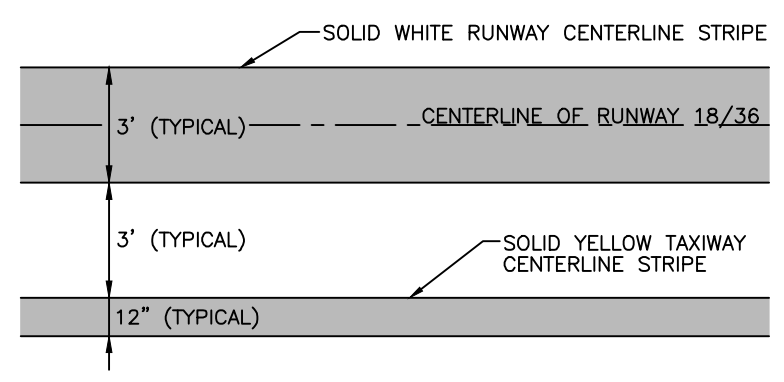 SOLID WHITE RUNWAY CENTERLINE STRIPE
3' (TYPICAL)
CENTERLINE OF RUNWAY 18/36
3' (TYPICAL)
SOLID YELLOW TAXIWAY
CENTERLINE STRIPE
12" (TYPICAL)